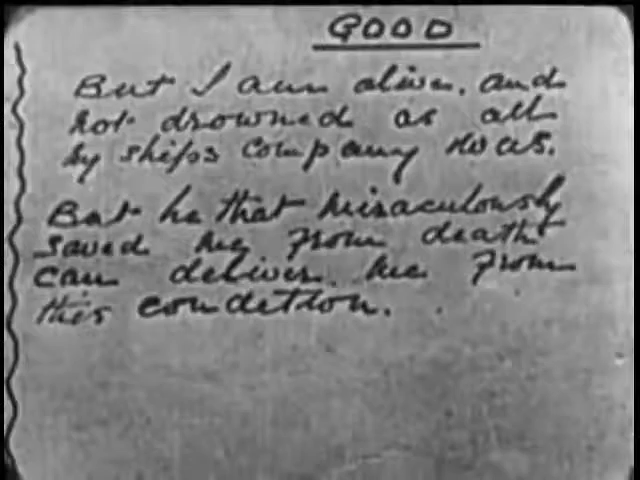 GOOD
But I am alive, and
not drowned as all
my ships company was.
But he that miraculously
saved me from death
can deliver me from
this condition.